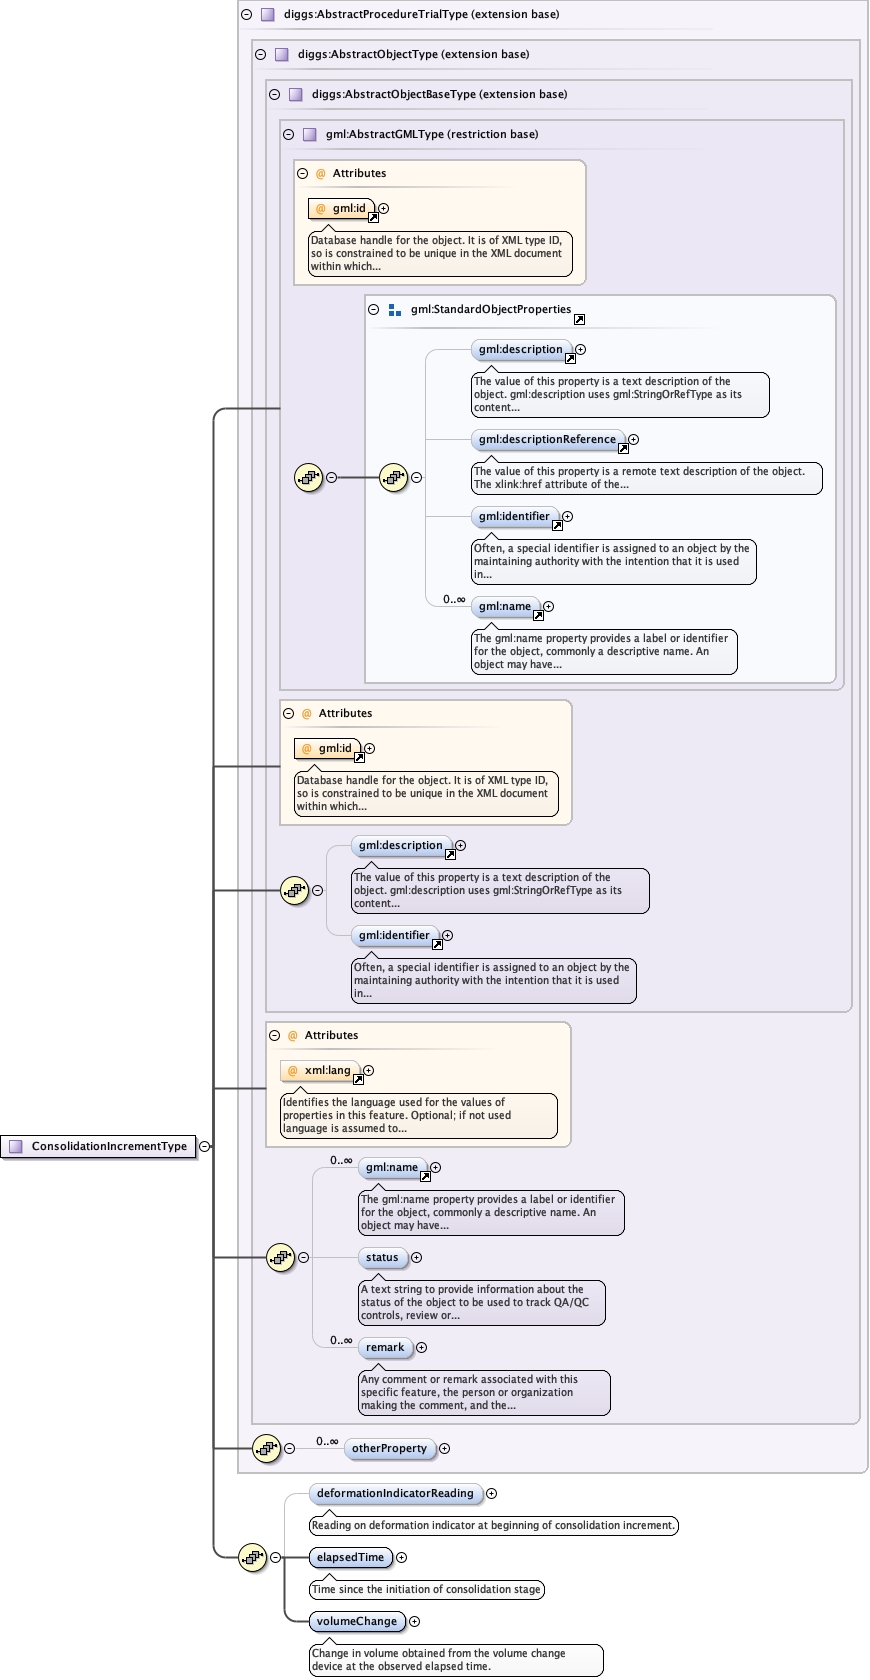 diggs:AbstractProcedureTrialType (extension base)
diggs:AbstractObjectType (extension base)
diggs:AbstractObjectBaseType (extension base)
gml:AbstractGMLType (restriction base)
@ Attributes
@ gml:id
Database handle for the object. It is of XML type ID,
so is constrained to be unique in the XML document
within which...
gml:StandardObjectProperties
gml:description
The value of this property is a text description of the
object. gml:description uses gml:StringOrRefType as its
content...
gml:descriptionReference
The value of this property is a remote text description of the object.
The xlink:href attribute of the...
gml:identifier
Often, a special identifier is assigned to an object by the
maintaining authority with the intention that it is used
in...
0..∞
gml:name
The gml:name property provides a label or identifier
for the object, commonly a descriptive name. An
object may have...
@ Attributes
@ gml:id
Database handle for the object. It is of XML type ID,
so is constrained to be unique in the XML document
within which...
gml:description
The value of this property is a text description of the
object. gml:description uses gml:StringOrRefType as its
content...
gml:identifier
Often, a special identifier is assigned to an object by the
maintaining authority with the intention that it is used
in...
@ Attributes
@ xml:lang
Identifies the language used for the values of
properties in this feature. Optional; if not used
language is assumed to...
ConsolidationIncrementType
0..∞
gml:name
The gml:name property provides a label or identifier
for the object, commonly a descriptive name. An
object may have...
status
A text string to provide information about the
status of the object to be used to track QA/QC
controls, review or...
0..∞
remark
Any comment or remark associated with this
specific feature, the person or organization
making the comment, and the...
0..∞
otherProperty
deformationIndicatorReading
Reading on deformation indicator at beginning of consolidation increment.
elapsedTime
Time since the initiation of consolidation stage
volumeChange
Change in volume obtained from the volume change
device at the observed elapsed time.